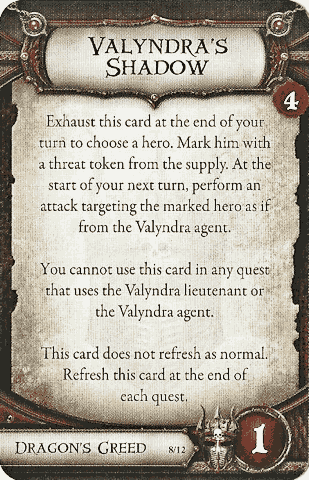 VALYNDRA'S
SHADOW
4
Exhaust this card at the end of your
turn to choose a hero. Mark him with
a threat token from the supply. At the
start of your next turn, perform an
attack targeting the marked hero as if
from the Valyndra agent.
You cannot use this card in any quest
that uses the Valyndra lieutenant or
the Valyndra agent.
This card does not refresh as normal.
Refresh this card at the end of
each quest.
DRAGON'S GREED 8/12
1